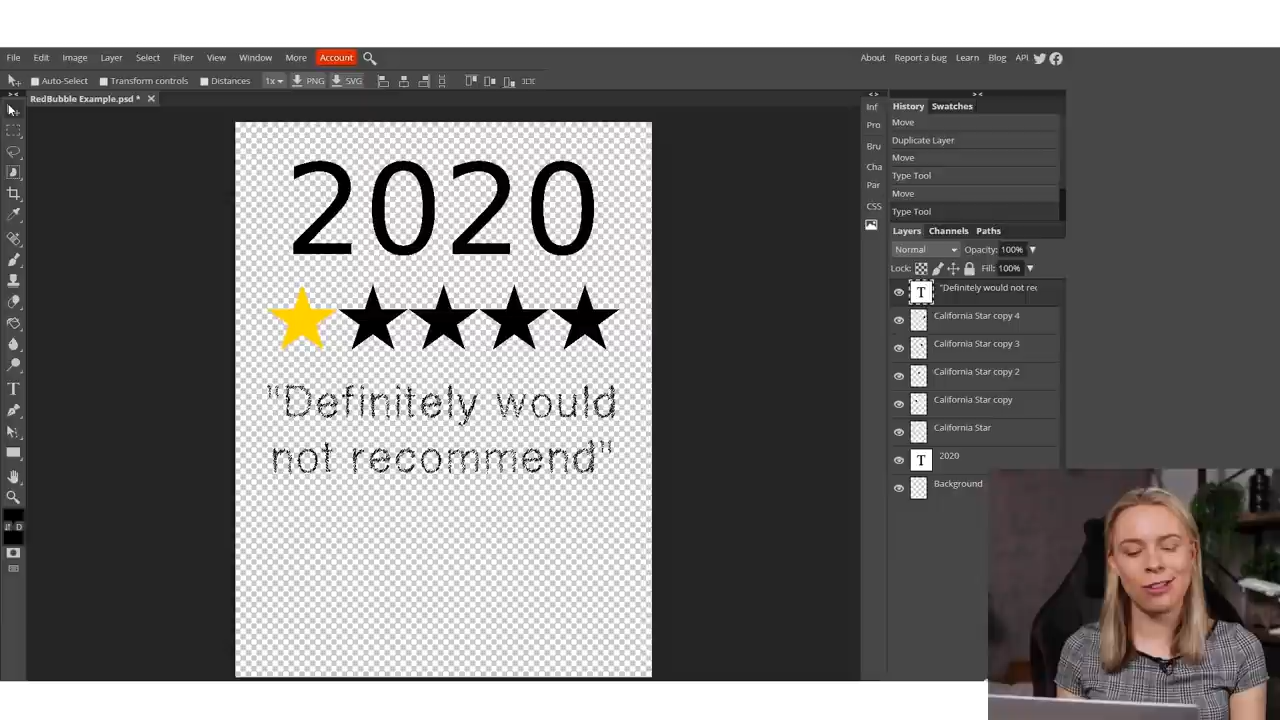 File Edit Image Layer Select Filter View Window More Account
About Report a bug Learn Blog API
Auto-Select Transform controls Distances 1x PNG SVG
RedBubble Example.psd *
2020
"Definitely would
not recommend"
Inf
Pro
Bru
Cha
Par
CSS
History Swatches
Move
Duplicate Layer
Move
Type Tool
Move
Type Tool
Layers Channels Paths
Normal Opacity: 100%
Lock: Fill: 100%
T "Definitely would not rec
California Star copy 4
California Star copy 3
California Star copy 2
California Star copy
California Star
T 2020
Background
T
D